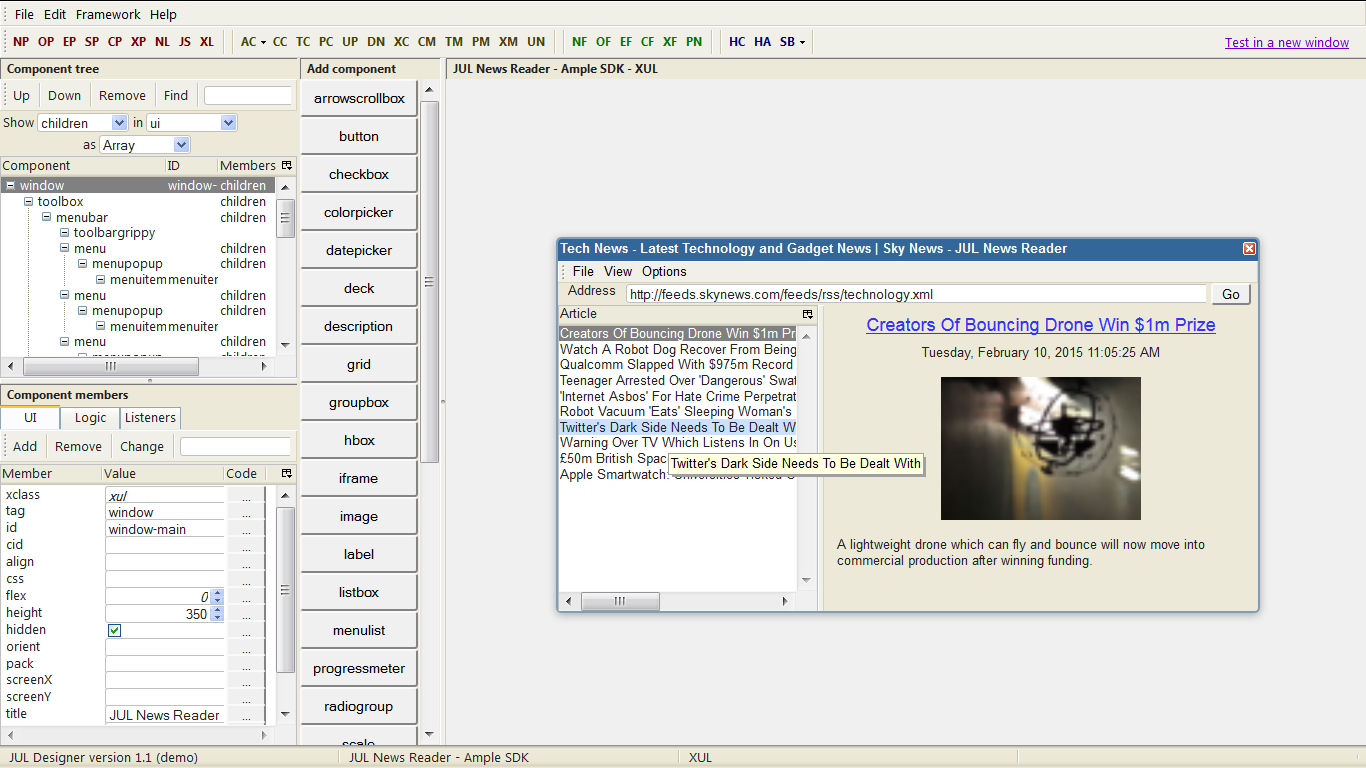 File Edit Framework Help
NP OP EP SP CP XP NL JS XL AC CC TC PC UP DN XC CM TM PM XM UN NF OF EF CF XF PN HC HA SB Test in a new window
Component tree
Up Down Remove Find
Show children in ui
as Array
Component ID Members
window window- children
toolbox children
menubar children
toolbargrippy
menu children
menupopup children
menuitem menuiter
menu children
menupopup children
menuitem menuiter
menu children
Component members
UI Logic Listeners
Add Remove Change
Member Value Code
xclass xul ...
tag window ...
id window-main ...
cid ...
align ...
css ...
flex 0 ...
height 350 ...
hidden ...
orient ...
pack ...
screenX ...
screenY ...
title JUL News Reader ...
Add component
arrowscrollbox
button
checkbox
colorpicker
datepicker
deck
description
grid
groupbox
hbox
iframe
image
label
listbox
menulist
progressmeter
radiogroup
scale
JUL News Reader - Ample SDK - XUL
Tech News - Latest Technology and Gadget News | Sky News - JUL News Reader
File View Options
Address http://feeds.skynews.com/feeds/rss/technology.xml Go
Article
Creators Of Bouncing Drone Win $1m Pr
Watch A Robot Dog Recover From Being
Qualcomm Slapped With $975m Record
Teenager Arrested Over 'Dangerous' Swat
'Internet Asbos' For Hate Crime Perpetrat
Robot Vacuum 'Eats' Sleeping Woman's
Twitter's Dark Side Needs To Be Dealt W
Warning Over TV Which Listens In On Us
£50m British Spac
Twitter's Dark Side Needs To Be Dealt With
Apple Smartwatch: Universities
Creators Of Bouncing Drone Win $1m Prize
Tuesday, February 10, 2015 11:05:25 AM
A lightweight drone which can fly and bounce will now move into
commercial production after winning funding.
JUL Designer version 1.1 (demo) JUL News Reader - Ample SDK XUL